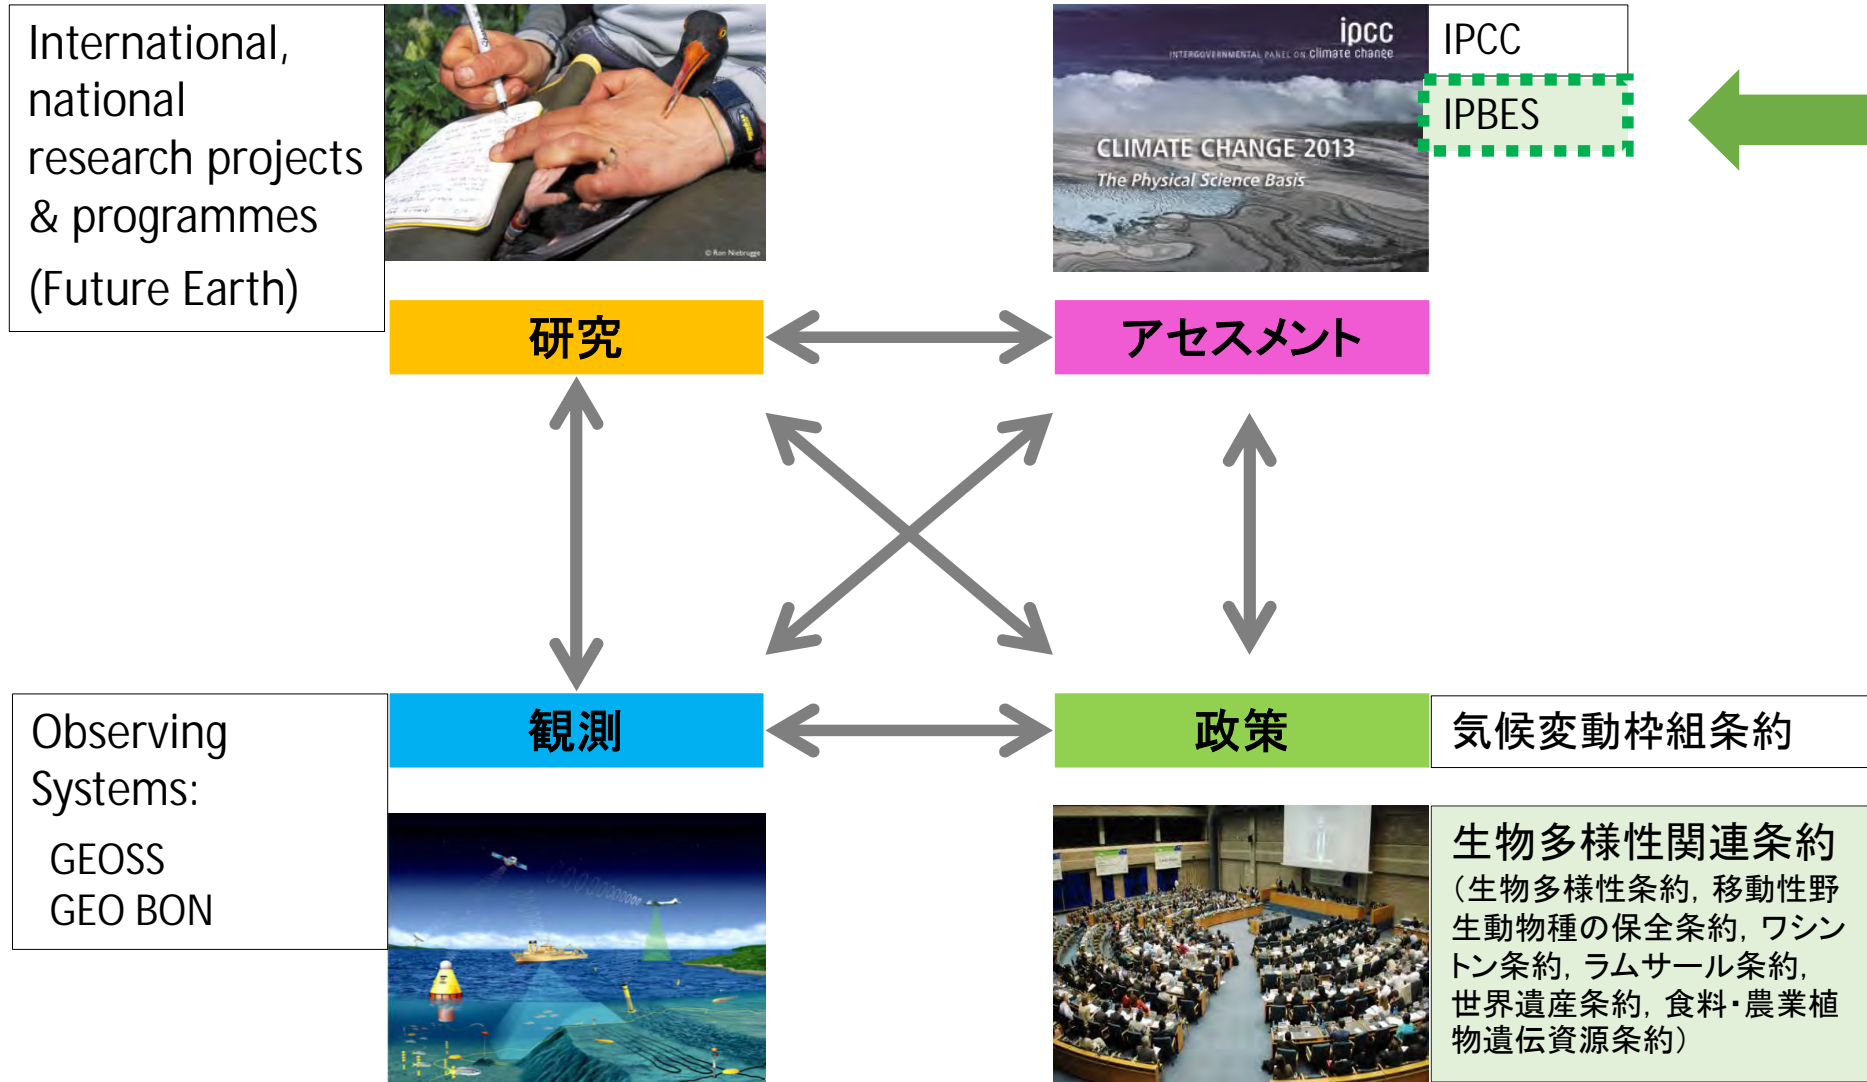 International,
national
research projects
& programmes
(Future Earth)
© Ron Niebrugge
ipcc
INTERGOVERNMENTAL PANEL ON climate change
CLIMATE CHANGE 2013
The Physical Science Basis
IPCC
IPBES
研究
アセスメント
Observing
Systems:
GEOSS
GEO BON
観測
政策
気候変動枠組条約
生物多様性関連条約
（生物多様性条約, 移動性野
生動物種の保全条約, ワシン
トン条約, ラムサール条約,
世界遺産条約, 食料・農業植
物遺伝資源条約）